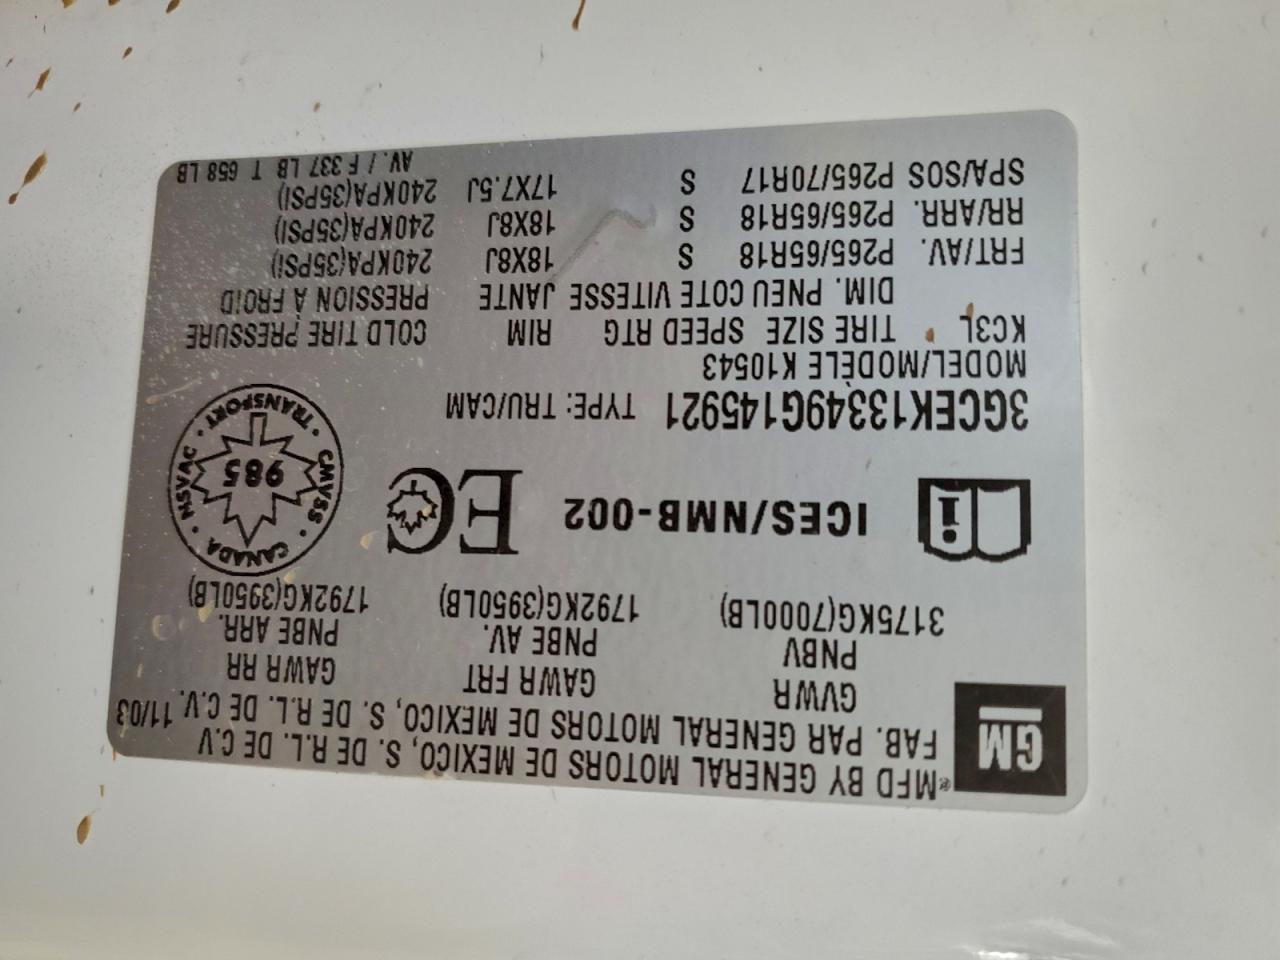 GM
®MFD BY GENERAL MOTORS DE MEXICO, S. DE R.L. DE C.V
FAB. PAR GENERAL MOTORS DE MEXICO, S. DE R.L. DE C.V. 11/03
GVWR GAWR FRT GAWR RR
PNBV PNBE AV. PNBE ARR.
3175KG(7000LB) 1792KG(3950LB) 1792KG(3950LB)
i ICES/NMB-002 EC
CANADA · CMVSS · TRANSPORT · NSVAC ·
985
3GCEK13349G145921 TYPE: TRU/CAM
MODEL/MODÈLE K10543
KC3L TIRE SIZE SPEED RTG RIM COLD TIRE PRESSURE
DIM. PNEU COTE VITESSE JANTE PRESSION À FROID
FRT/AV. P265/65R18 S 18X8J 240KPA(35PSI)
RR/ARR. P265/65R18 S 18X8J 240KPA(35PSI)
SPA/SOS P265/70R17 S 17X7.5J 240KPA(35PSI)
AV. / F 337 LB T 658 LB